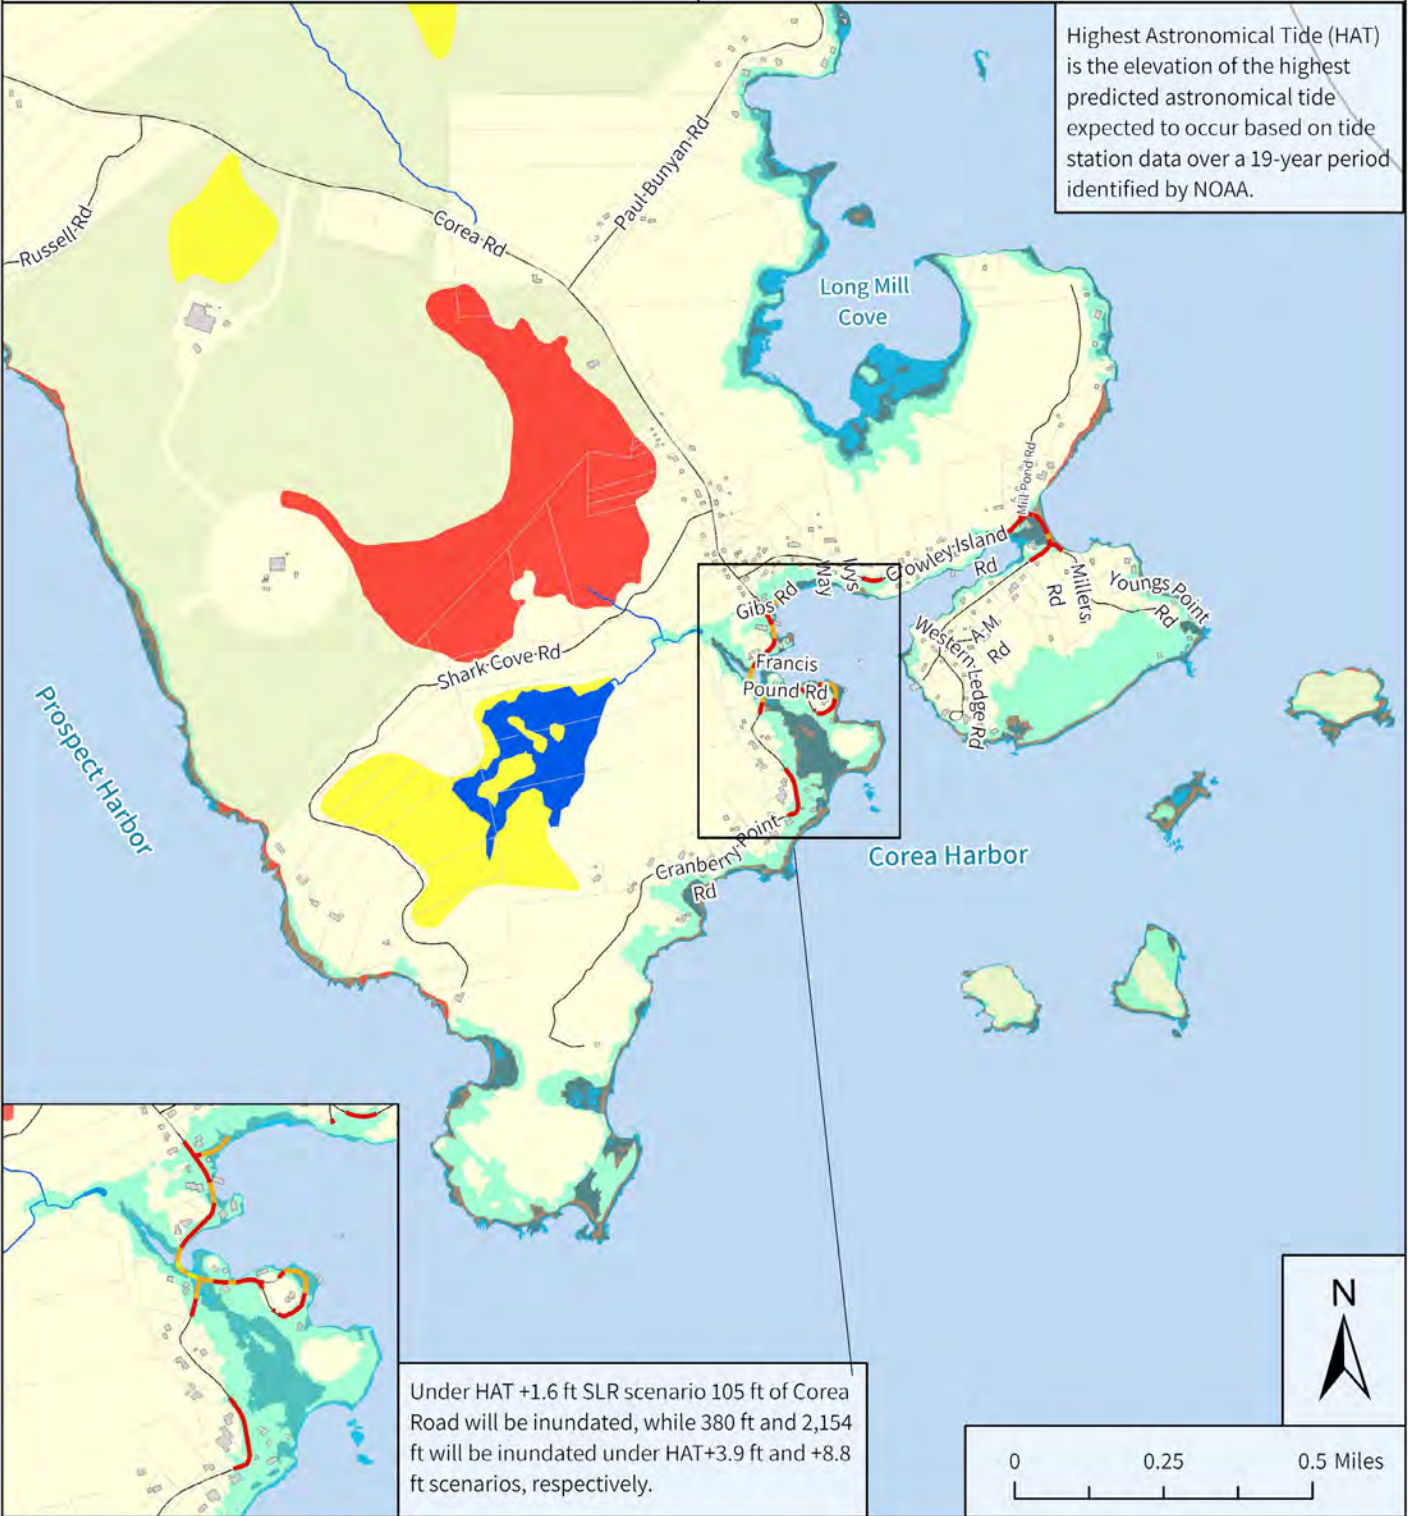 Highest Astronomical Tide (HAT)
is the elevation of the highest
predicted astronomical tide
expected to occur based on tide
station data over a 19-year period
identified by NOAA.
Paul-Bunyan-Rd
Russell-Rd
Corea-Rd
Long Mill
Cove
Mill-Pond-Rd
Crowley-Island
Rd
Wys
Way
Gibs Rd
Millers
Rd
Youngs Point
Rd
A.M.
Rd
Western-Ledge-Rd
Francis
Pound Rd
Shark-Cove-Rd
Prospect Harbor
Cranberry-Point
Rd
Corea Harbor
N
Under HAT +1.6 ft SLR scenario 105 ft of Corea
Road will be inundated, while 380 ft and 2,154
ft will be inundated under HAT+3.9 ft and +8.8
ft scenarios, respectively.
0 0.25 0.5 Miles